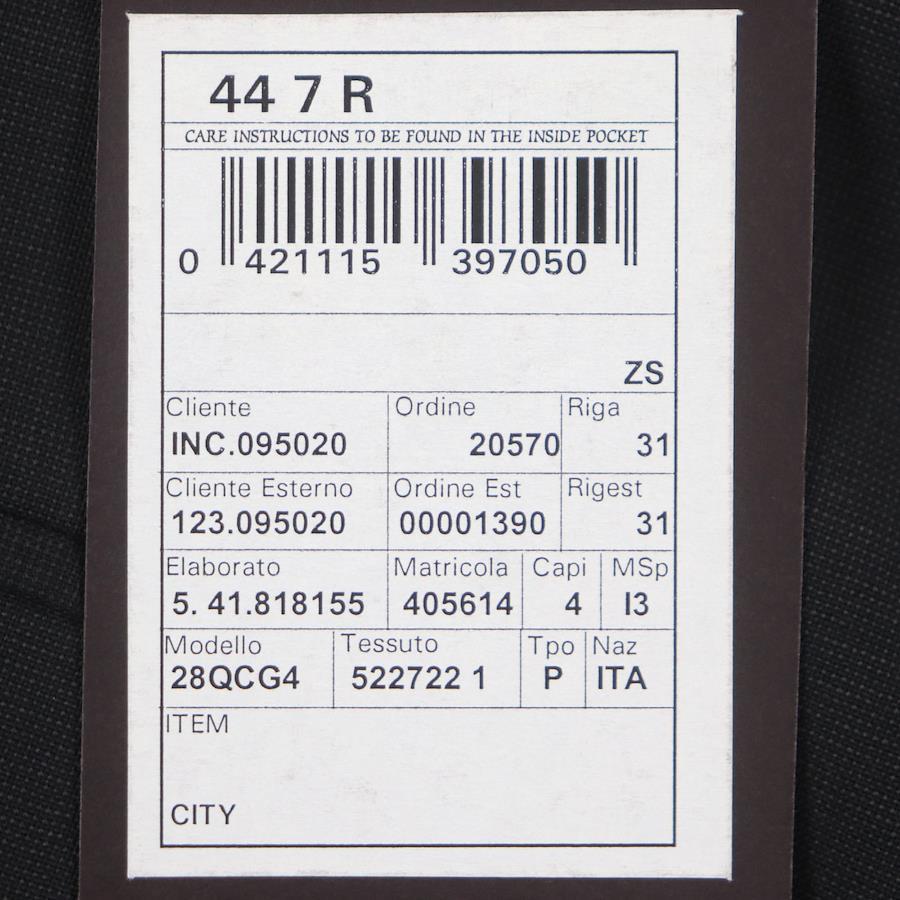 44 7 R
CARE INSTRUCTIONS TO BE FOUND IN THE INSIDE POCKET
0 421115 397050
ZS
Cliente Ordine Riga
INC.095020 20570 31
Cliente Esterno Ordine Est Rigest
123.095020 00001390 31
Elaborato Matricola Capi MSp
5. 41.818155 405614 4 I3
Modello Tessuto Tpo Naz
28QCG4 522722 1 P ITA
ITEM
CITY